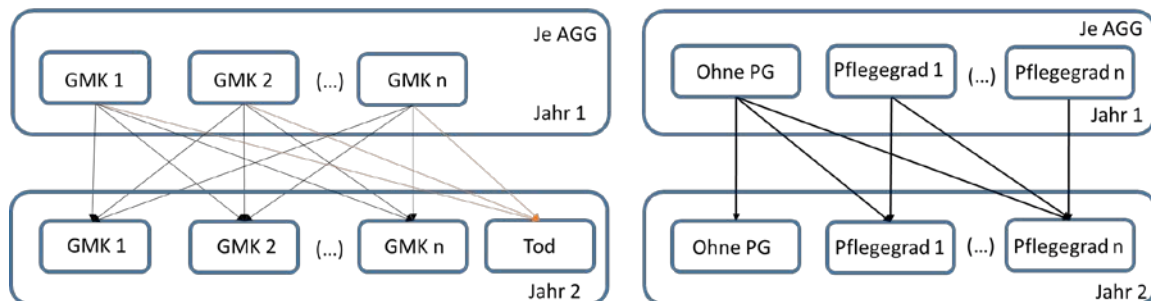 Je AGG
GMK 1 GMK 2 (...) GMK n
Jahr 1
GMK 1 GMK 2 (...) GMK n Tod
Jahr 2
Je AGG
Ohne PG Pflegegrad 1 (...) Pflegegrad n
Jahr 1
Ohne PG Pflegegrad 1 (...) Pflegegrad n
Jahr 2